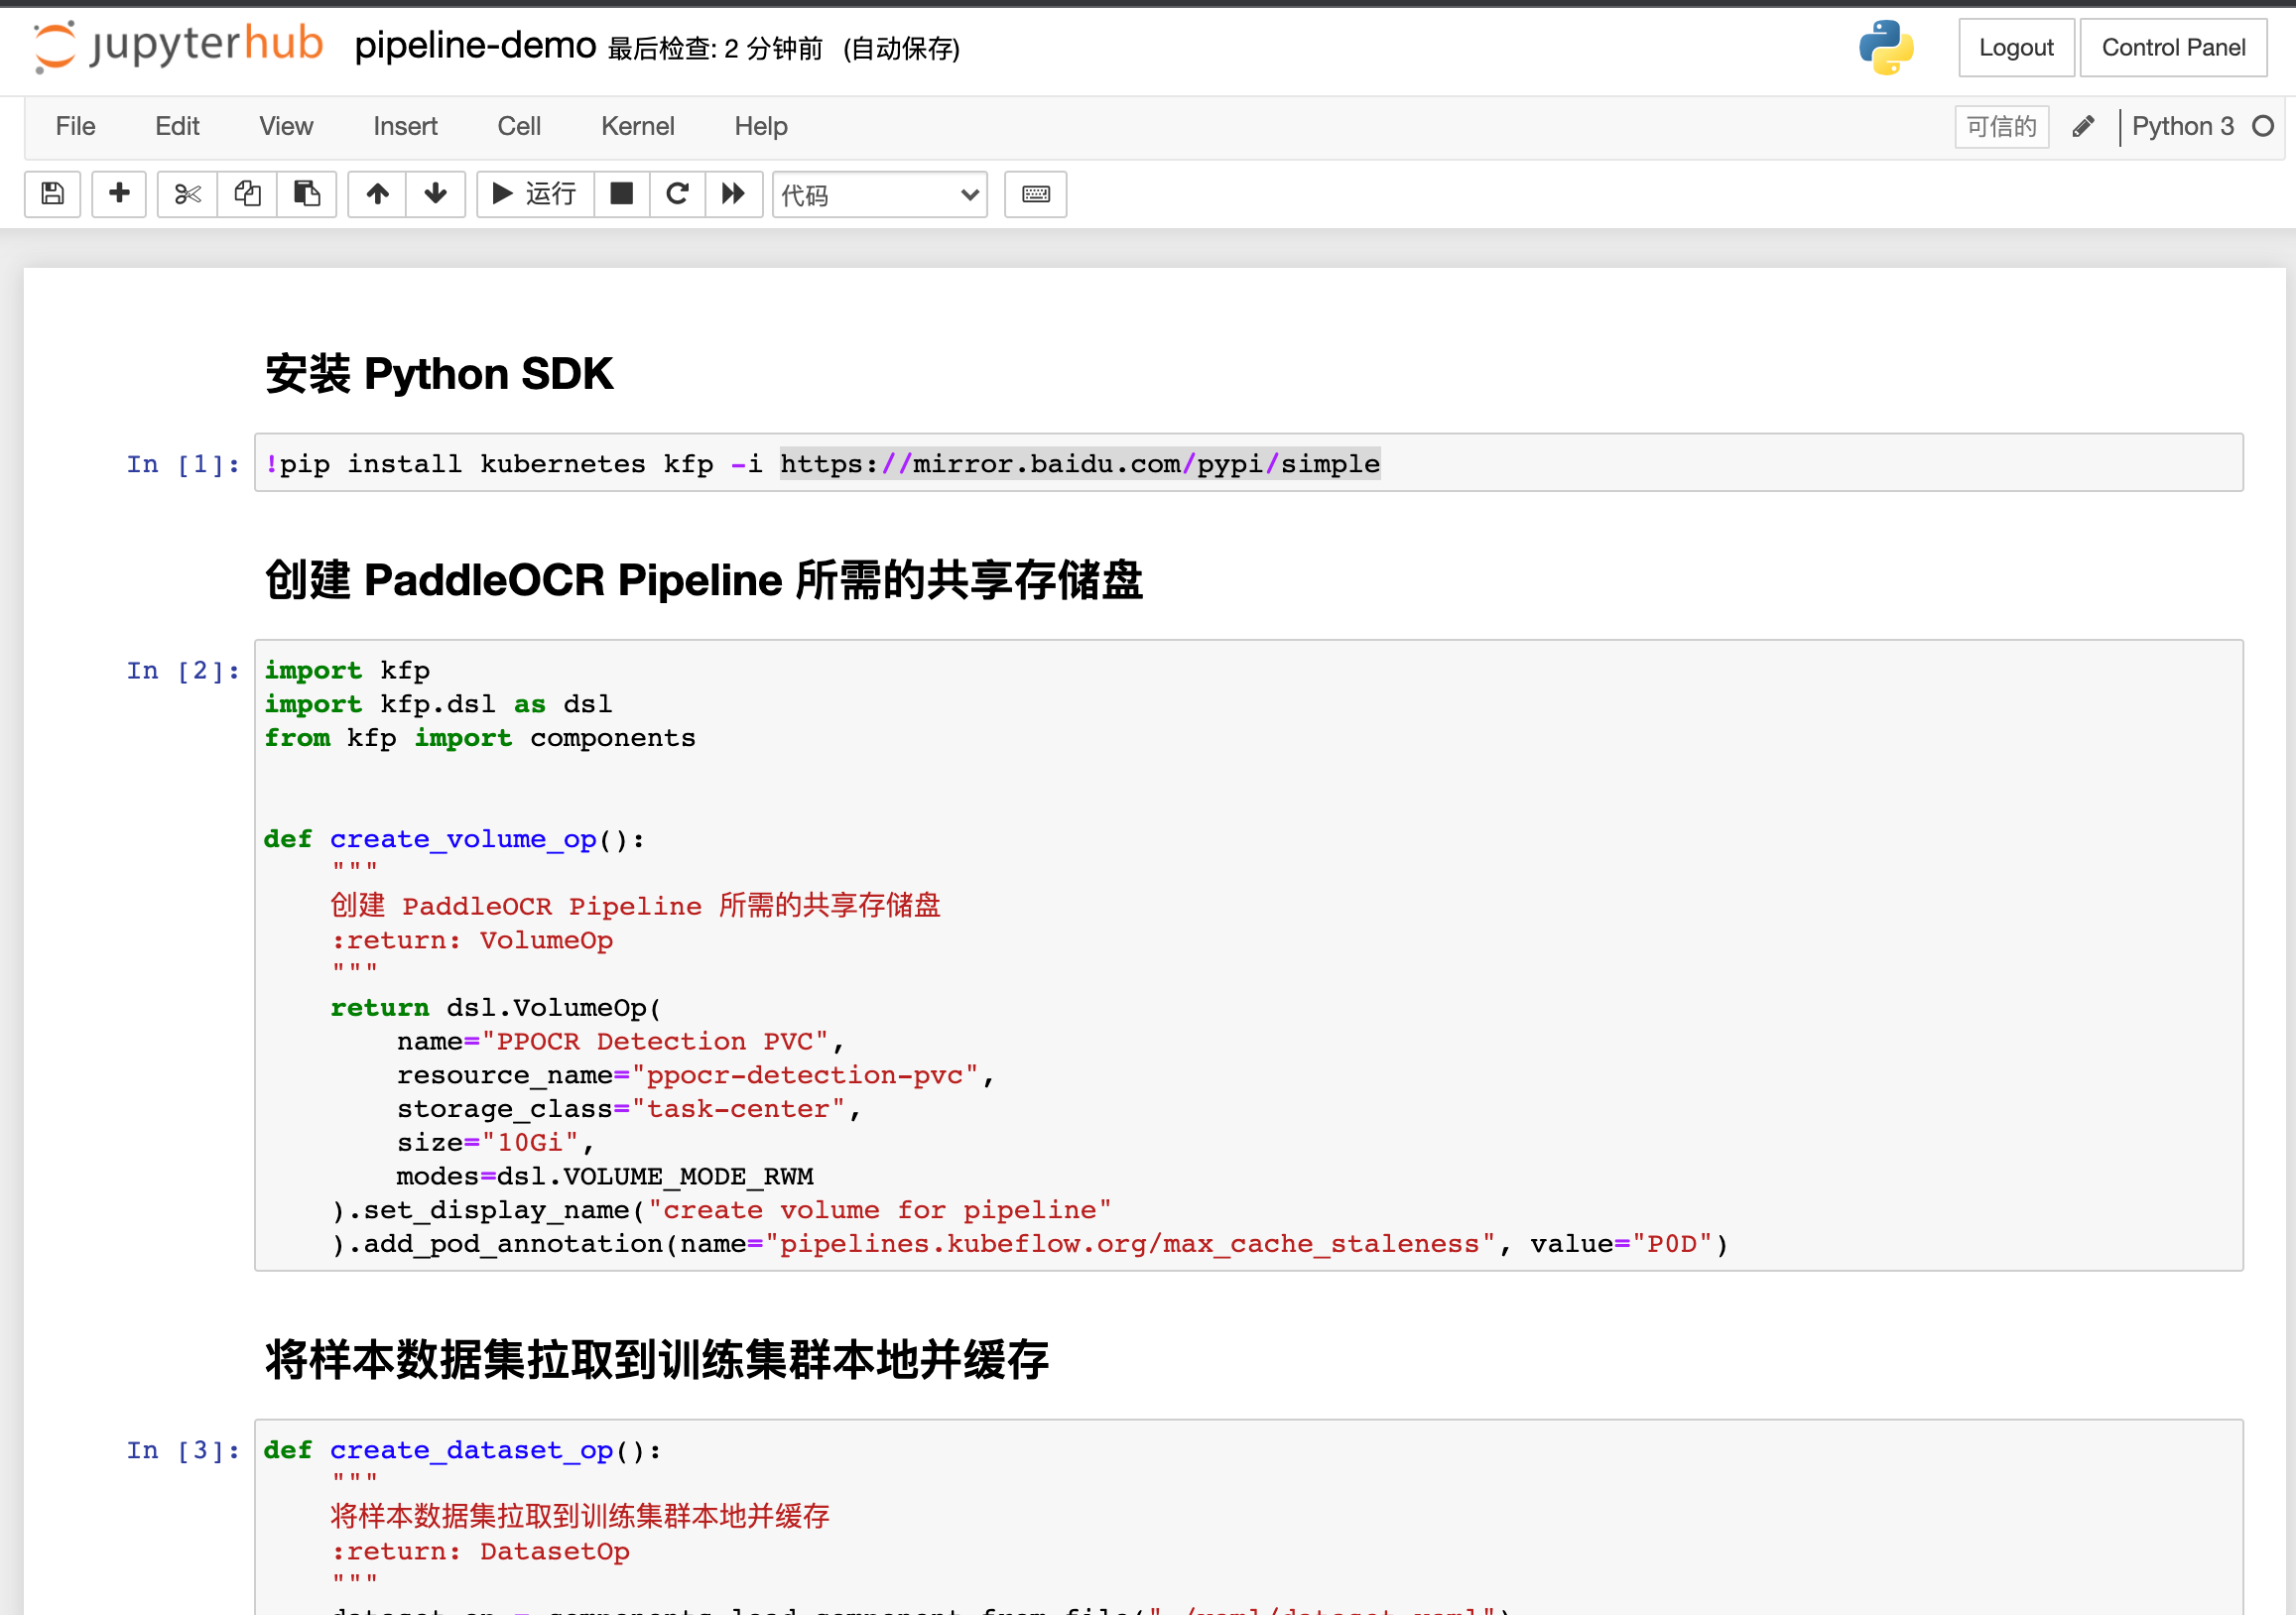 jupyterhub pipeline-demo 最后检查: 2 分钟前 (自动保存) Logout Control Panel
File Edit View Insert Cell Kernel Help 可信的 Python 3
运行 代码
安装 Python SDK
In [1]: !pip install kubernetes kfp -i https://mirror.baidu.com/pypi/simple
创建 PaddleOCR Pipeline 所需的共享存储盘
In [2]: import kfp
import kfp.dsl as dsl
from kfp import components
def create_volume_op():
    """
    创建 PaddleOCR Pipeline 所需的共享存储盘
    :return: VolumeOp
    """
    return dsl.VolumeOp(
        name="PPOCR Detection PVC",
        resource_name="ppocr-detection-pvc",
        storage_class="task-center",
        size="10Gi",
        modes=dsl.VOLUME_MODE_RWM
    ).set_display_name("create volume for pipeline"
    ).add_pod_annotation(name="pipelines.kubeflow.org/max_cache_staleness", value="P0D")
将样本数据集拉取到训练集群本地并缓存
In [3]: def create_dataset_op():
    """
    将样本数据集拉取到训练集群本地并缓存
    :return: DatasetOp
    """